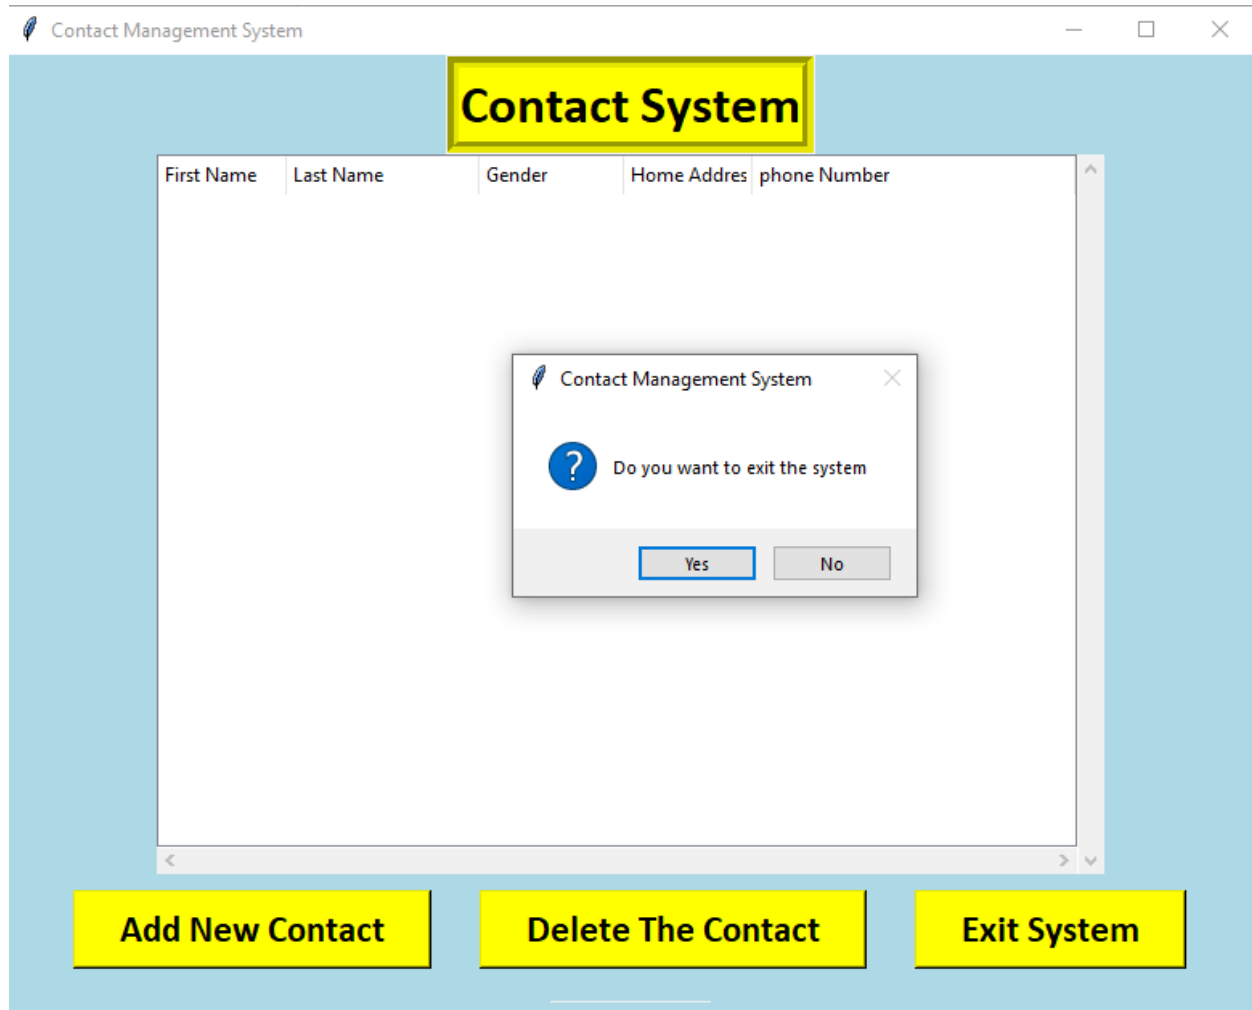 Contact Management System
Contact System
First Name Last Name Gender Home Addres phone Number
Contact Management System
?
Do you want to exit the system
Yes No
Add New Contact Delete The Contact Exit System